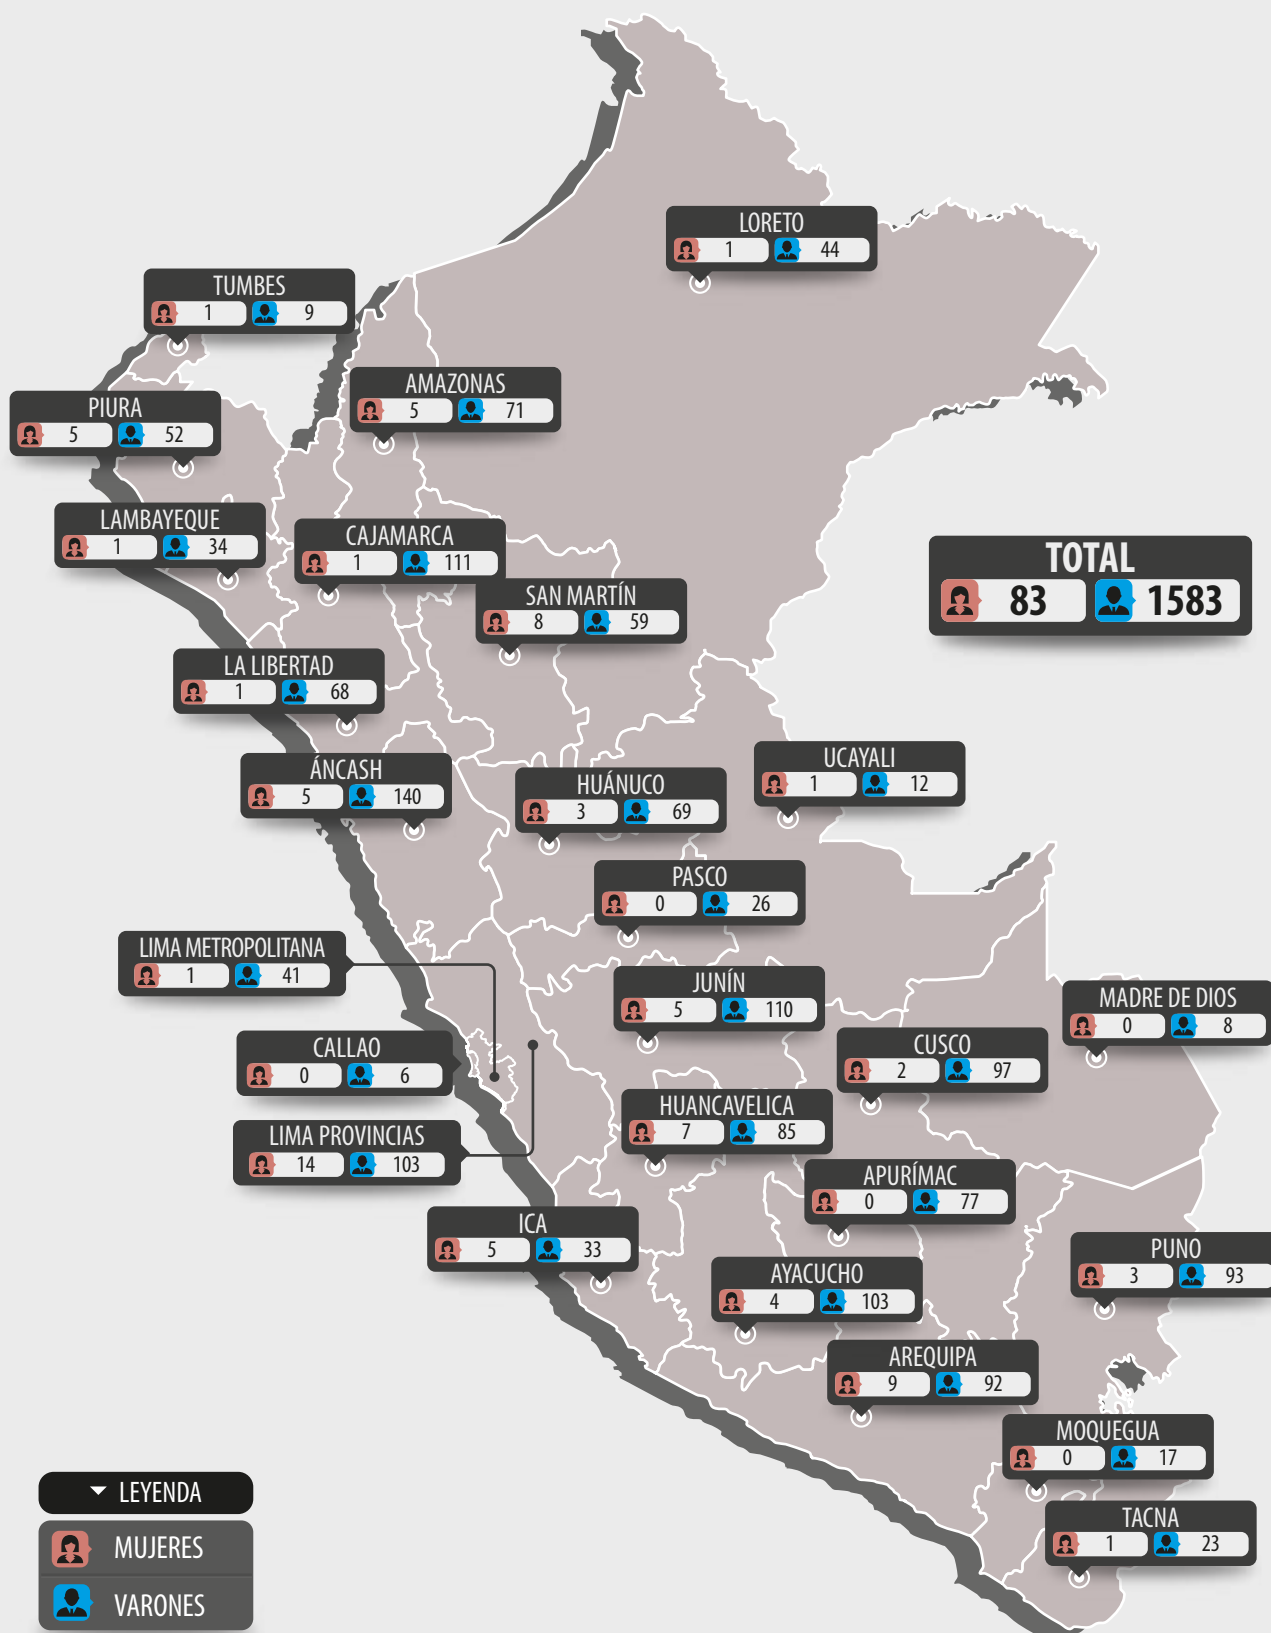 LORETO
1 44
TUMBES
1 9
AMAZONAS
5 71
PIURA
5 52
LAMBAYEQUE
1 34
CAJAMARCA
1 111
TOTAL
83 1583
SAN MARTÍN
8 59
LA LIBERTAD
1 68
UCAYALI
1 12
ÁNCASH
5 140
HUÁNUCO
3 69
PASCO
0 26
LIMA METROPOLITANA
1 41
JUNÍN
5 110
MADRE DE DIOS
0 8
CALLAO
0 6
CUSCO
2 97
HUANCAVELICA
7 85
LIMA PROVINCIAS
14 103
APURÍMAC
0 77
ICA
5 33
PUNO
3 93
AYACUCHO
4 103
AREQUIPA
9 92
MOQUEGUA
0 17
LEYENDA
MUJERES
VARONES
TACNA
1 23